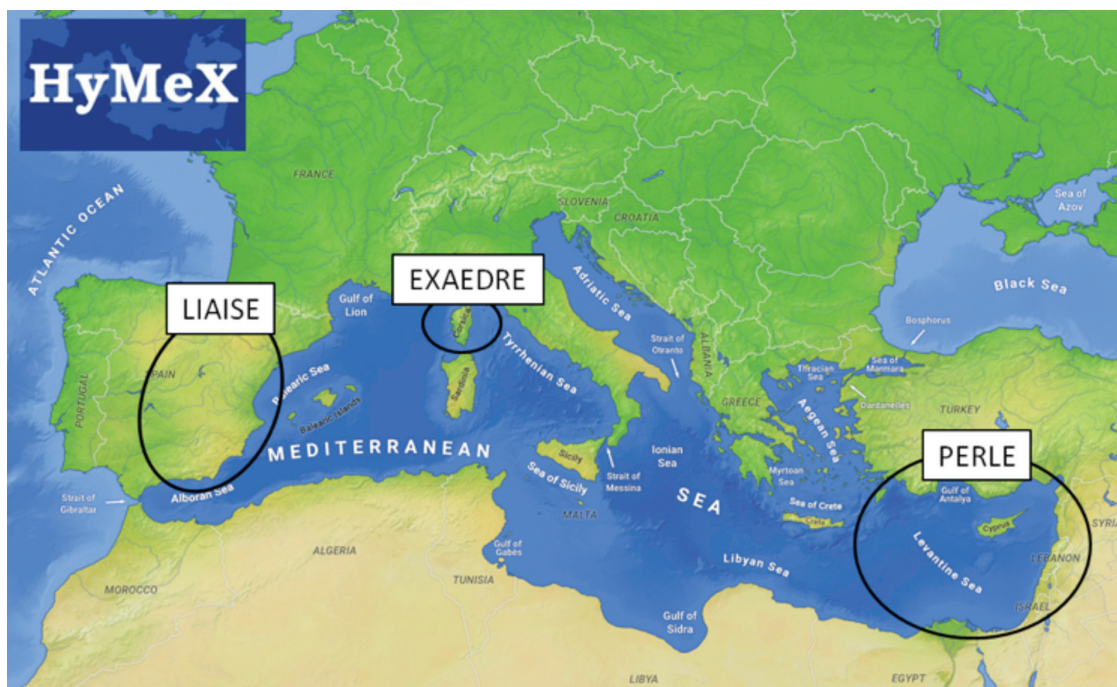 HyMeX
ATLANTIC OCEAN
FRANCE
SLOVENIA
CROATIA
Sea of
Azov
Black Sea
Bosphorus
LIAISE
EXAEDRE
Gulf of
Lion
Corsica
Adriatic Sea
Strait of
Otranto
ALBANIA
Thracian
Sea
Sea of
Marmara
Dardanelles
TURKEY
PORTUGAL
SPAIN
Balearic Sea
Balearic Islands
Sardinia
Tyrrhenian Sea
GREECE
Aegean Sea
MEDITERRANEAN
SEA
Sicily
Ionian
Sea
Myrtoan
Sea
PERLE
Strait of
Gibraltar
Alboran Sea
Sea of Sicily
Strait of
Messina
MALTA
Sea of Crete
Crete
Gulf of
Antalya
Cyprus
SYRIA
Levantine Sea
LEBANON
ISRAEL
MOROCCO
ALGERIA
TUNISIA
Gulf of
Gabès
Libyan Sea
Gulf of
Sidra
LIBYA
EGYPT